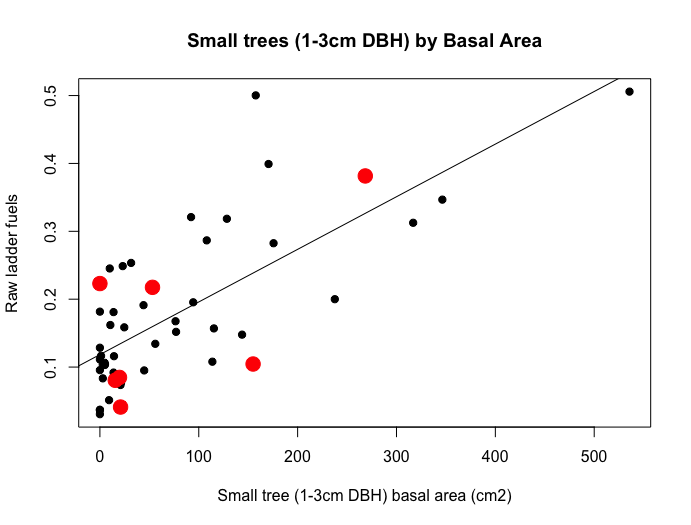 Small trees (1-3cm DBH) by Basal Area
Raw ladder fuels
0.5
0.4
0.3
0.2
0.1
0 100 200 300 400 500
Small tree (1-3cm DBH) basal area (cm2)